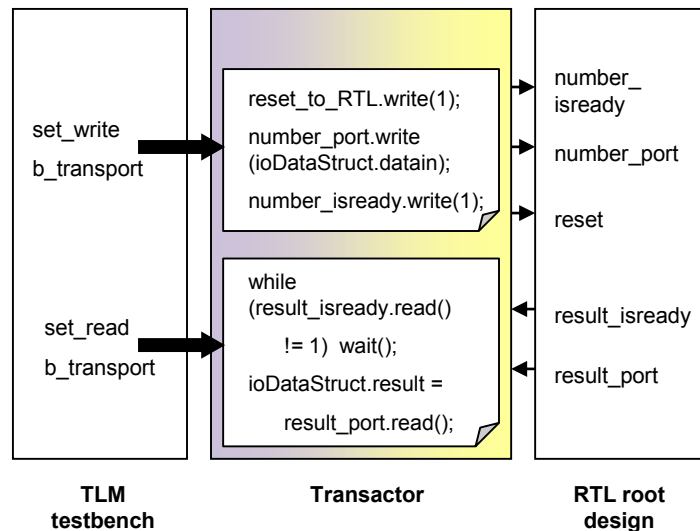 set_write
b_transport
set_read
b_transport
reset_to_RTL.write(1);
number_port.write
(ioDataStruct.datain);
number_isready.write(1);
while
(result_isready.read()
!= 1) wait();
ioDataStruct.result =
result_port.read();
number_
isready
number_port
reset
result_isready
result_port
TLM
testbench
Transactor
RTL root
design